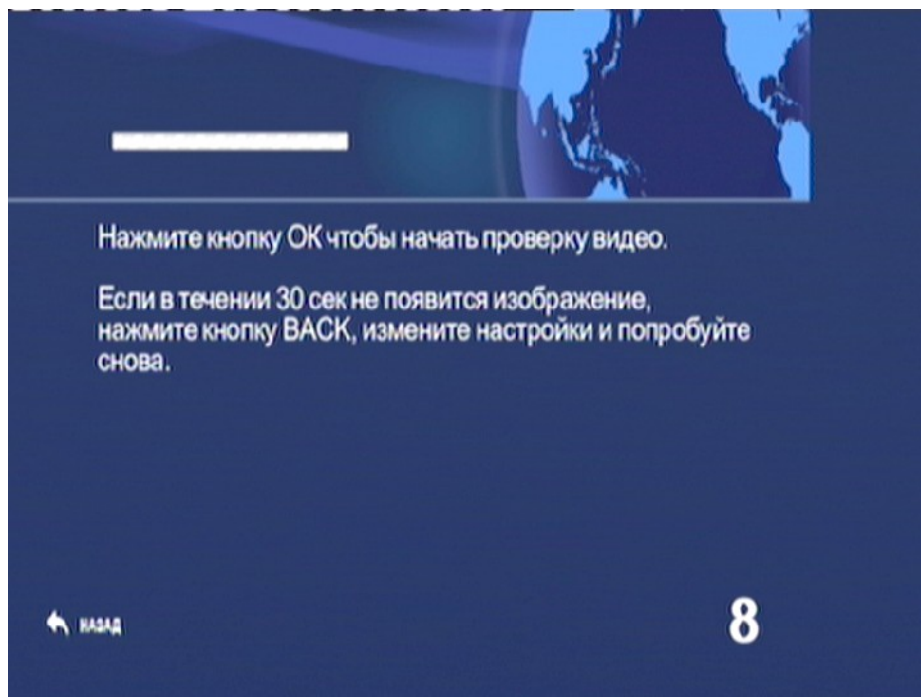 Нажмите кнопку ОК чтобы начать проверку видео.
Если в течении 30 сек не появится изображение,
нажмите кнопку BACK, измените настройки и попробуйте
снова.
НАЗАД
8